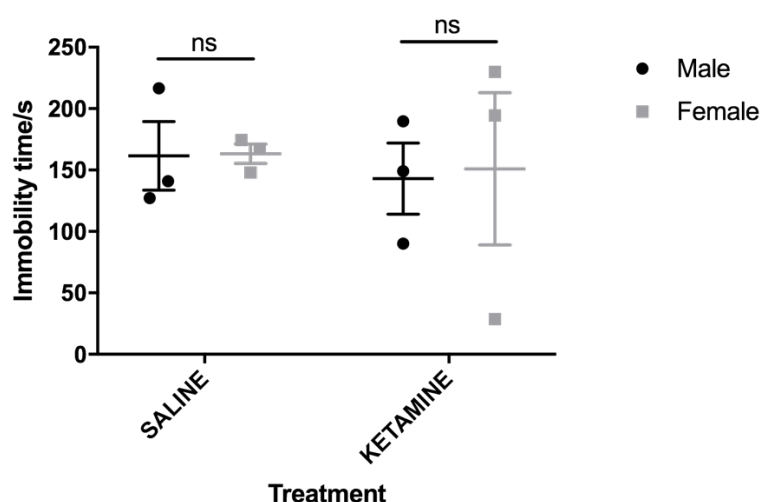 ns
ns
250
200
150
100
50
0
Immobility time/s
SALINE
KETAMINE
Treatment
Male
Female